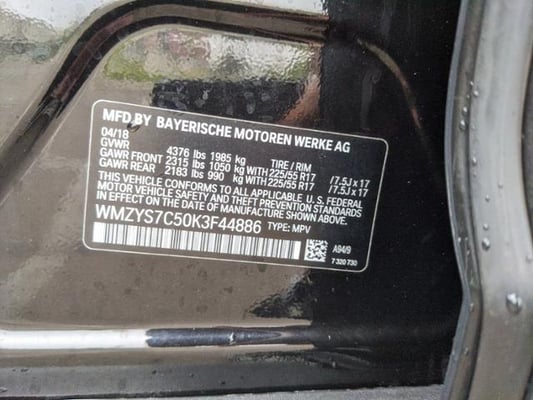 MFD.BY BAYERISCHE MOTOREN WERKE AG
04/18
GVWR 4376 lbs 1985 kg TIRE / RIM
GAWR FRONT 2315 lbs 1050 kg WITH 225/55 R17 /7.5J x 17
GAWR REAR 2183 lbs 990 kg WITH 225/55 R17 /7.5J x 17
THIS VEHICLE CONFORMS TO ALL APPLICABLE U.S. FEDERAL
MOTOR VEHICLE SAFETY AND THEFT PREVENTION STANDARDS
IN EFFECT ON THE DATE OF MANUFACTURE SHOWN ABOVE.
WMZYS7C50K3F44886 TYPE: MPV
A94/9
7 320 730